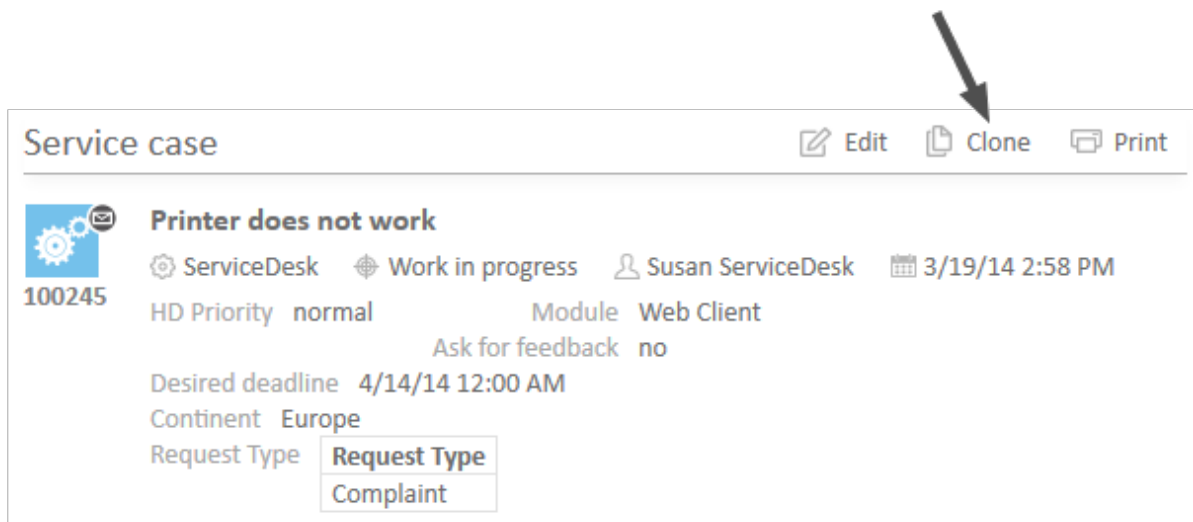 Service case Edit Clone Print
Printer does not work
ServiceDesk Work in progress Susan ServiceDesk 3/19/14 2:58 PM
100245
HD Priority normal Module Web Client
Ask for feedback no
Desired deadline 4/14/14 12:00 AM
Continent Europe
Request Type Request Type
Complaint